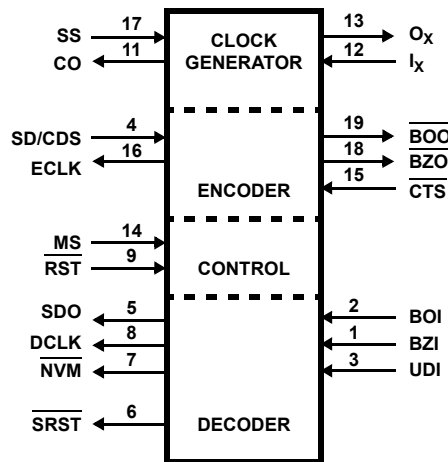 SS 17 CLOCK GENERATOR 13 OX
CO 11 12 IX
SD/CDS 4 19 BOO
ECLK 16 18 BZO
ENCODER 15 CTS
MS 14
RST 9 CONTROL
SDO 5 2 BOI
DCLK 8 1 BZI
NVM 7 3 UDI
SRST 6 DECODER